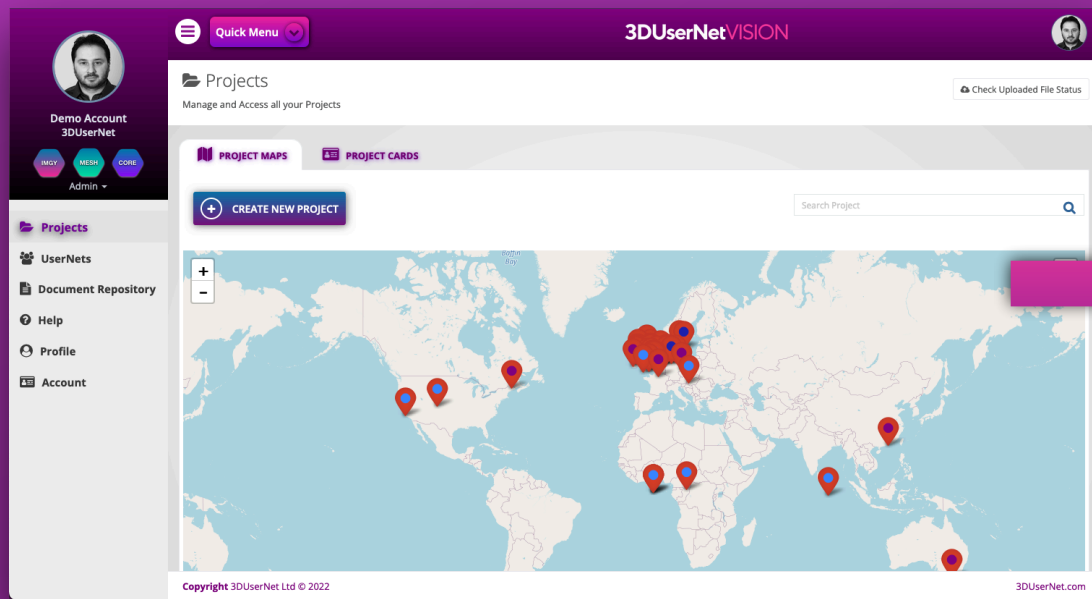 Quick Menu
3DUserNetVISION
Demo Account
3DUserNet
IMGY
MESH
CORE
Admin
Projects
UserNets
Document Repository
Help
Profile
Account
Projects
Manage and Access all your Projects
Check Uploaded File Status
PROJECT MAPS
PROJECT CARDS
+ CREATE NEW PROJECT
Search Project
+
-
Baffin
Bay
Copyright 3DUserNet Ltd © 2022
3DUserNet.com